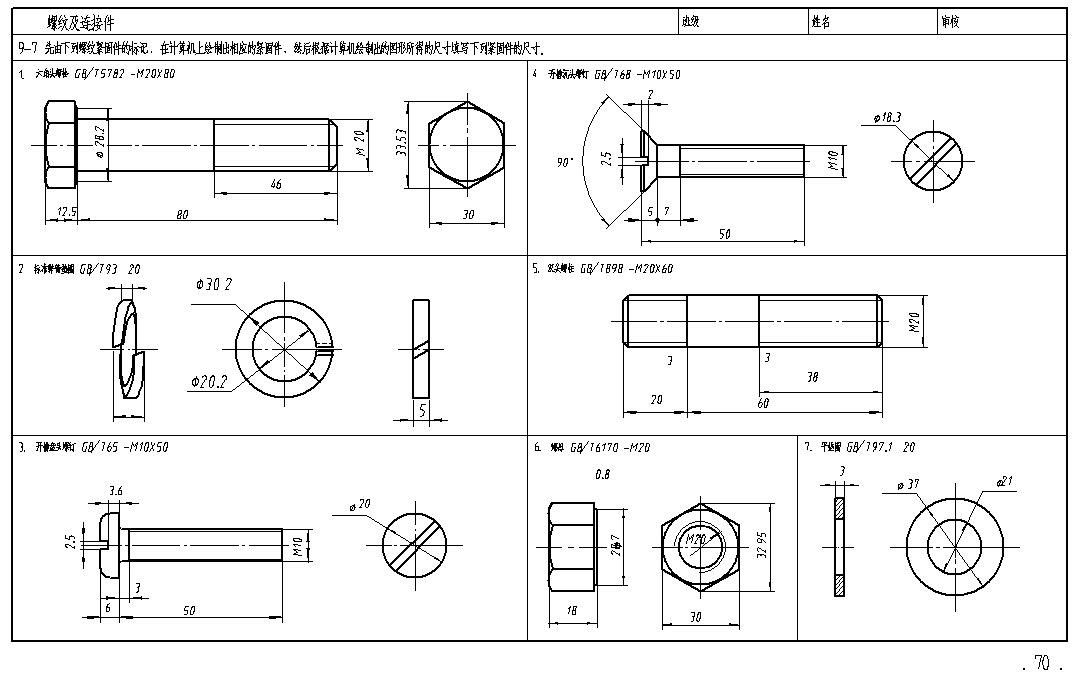 螺纹及连接件 班级 姓名 审核
9-7 先由下列螺纹紧固件的标记，在计算机上绘制出相应的紧固件，然后根据计算机绘制出的图形所得的尺寸填写下列紧固件的尺寸.
1. 六角头螺栓 GB/T5782 -M20X80
φ28.2
M 20
46
12.5
80
33.53
30
4 开槽沉头螺钉 GB/T68 -M10X50
2
90°
2.5
M10
5
7
50
φ18.3
2 标准弹簧垫圈 GB/T93 20
φ30 2
φ20.2
5
5. 双头螺柱 GB/T898 -M20X60
M20
3
3
38
20
60
3. 开槽盘头螺钉 GB/T65 -M10X50
3.6
2.5
M10
3
6
50
φ20
6. 螺母 GB/T6170 -M20
0.8
18
M20
32 95
30
7. 平垫圈 GB/T97.1 20
3
φ 37
φ21
. 70 .